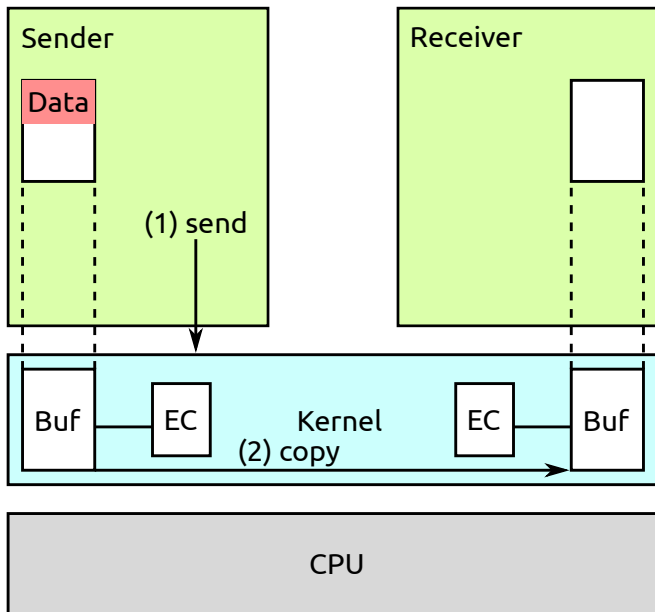 Sender
Receiver
Data
(1) send
Buf
EC
Kernel
EC
Buf
(2) copy
CPU